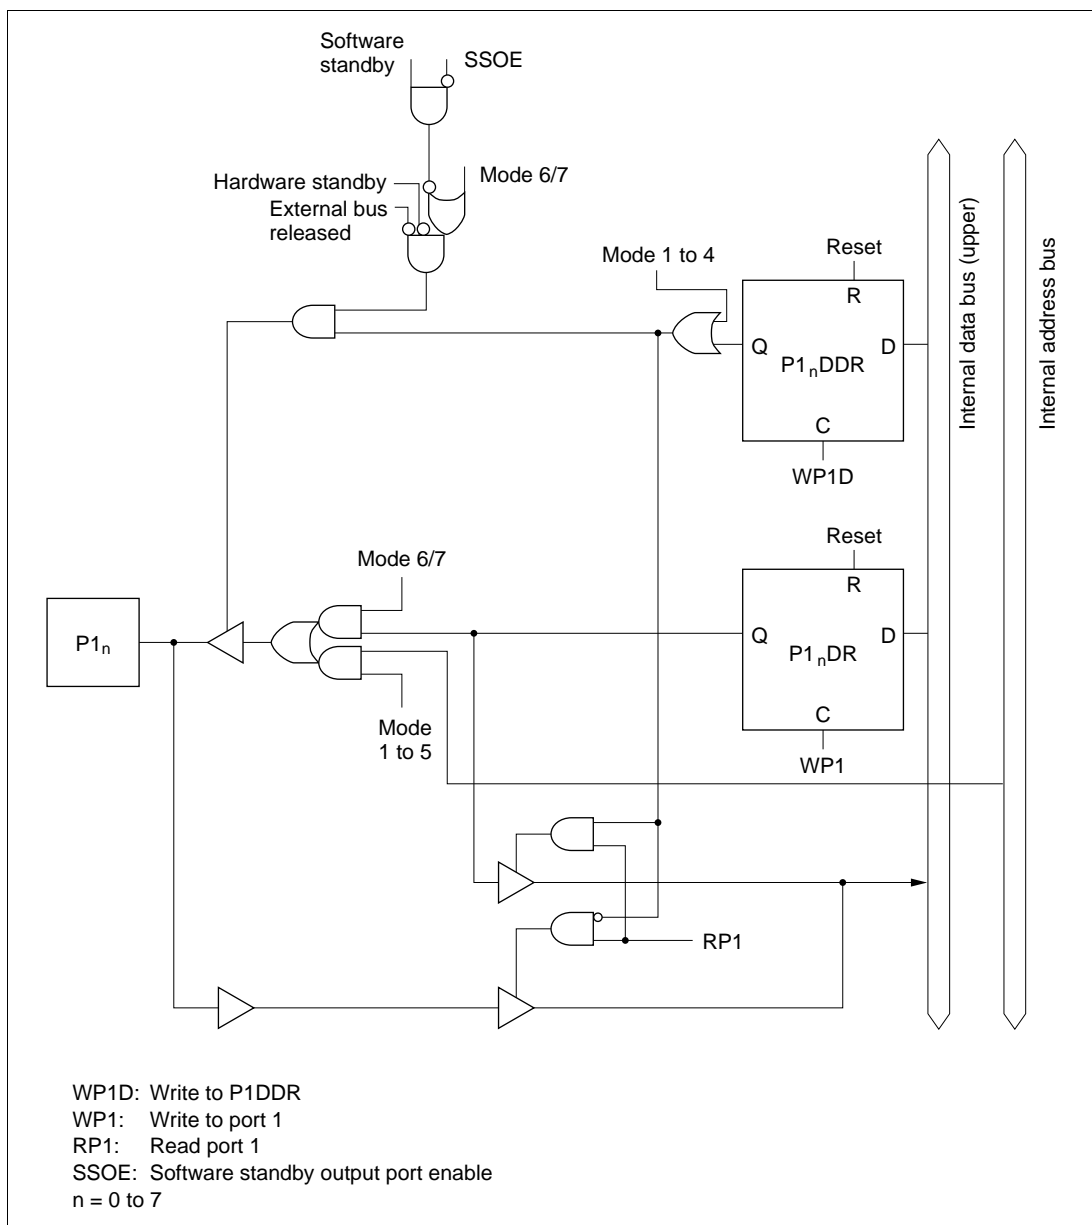 Software
standby
SSOE
Mode 6/7
Hardware standby
External bus
released
Mode 1 to 4
Reset
R
Q
D
P1nDDR
C
WP1D
Internal data bus (upper)
Internal address bus
Mode 6/7
Reset
R
P1n
Q
D
P1nDR
C
Mode
1 to 5
WP1
RP1
WP1D: Write to P1DDR
WP1: Write to port 1
RP1: Read port 1
SSOE: Software standby output port enable
n = 0 to 7